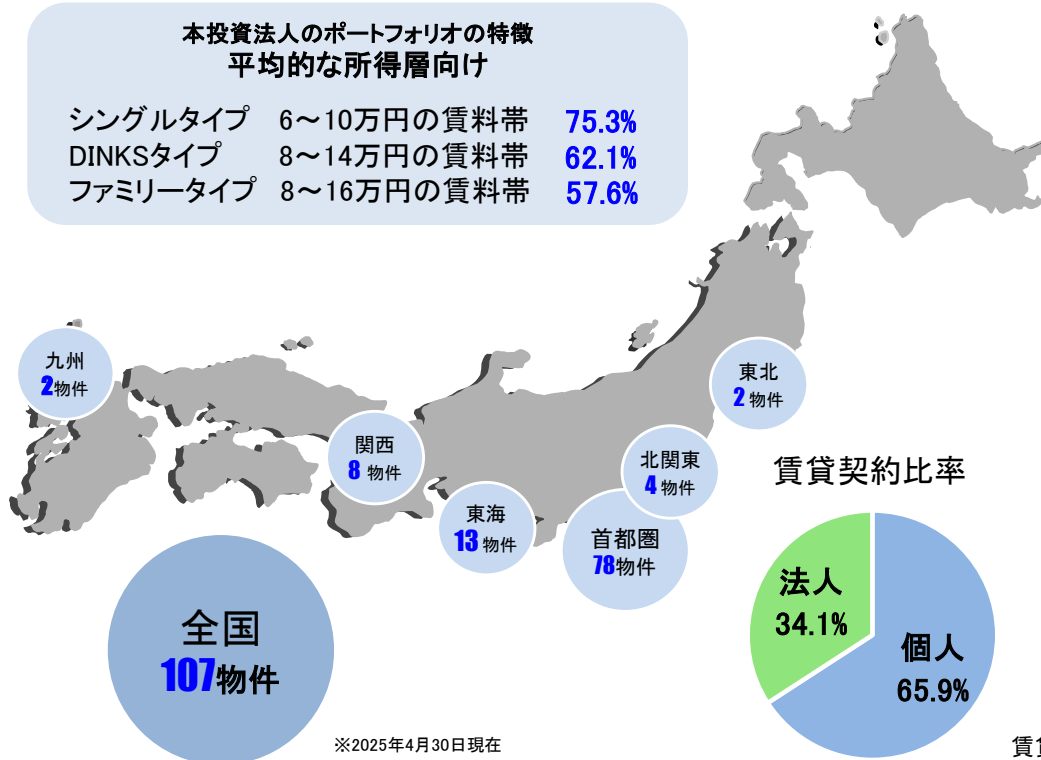 本投資法人のポートフォリオの特徴
平均的な所得層向け
シングルタイプ 6～10万円の賃料帯 75.3%
DINKSタイプ 8～14万円の賃料帯 62.1%
ファミリータイプ 8～16万円の賃料帯 57.6%
九州
2物件
東北
2物件
関西
8物件
北関東
4物件
東海
13物件
首都圏
78物件
全国
107物件
※2025年4月30日現在
賃貸契約比率
法人
34.1%
個人
65.9%
賃